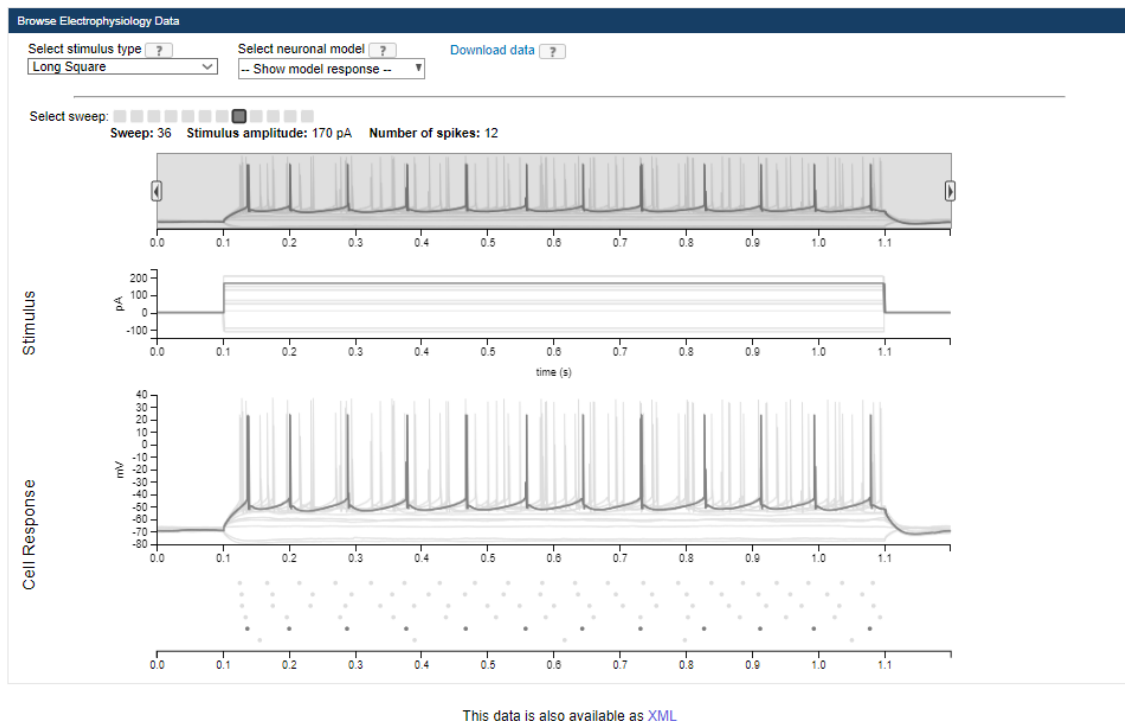 Browse Electrophysiology Data
Select stimulus type ? Select neuronal model ? Download data ?
Long Square -- Show model response --
Select sweep:
Sweep: 36 Stimulus amplitude: 170 pA Number of spikes: 12
0.0 0.1 0.2 0.3 0.4 0.5 0.6 0.7 0.8 0.9 1.0 1.1
Stimulus
pA
200
100
0
-100
0.0 0.1 0.2 0.3 0.4 0.5 0.6 0.7 0.8 0.9 1.0 1.1
time (s)
Cell Response
mV
40
30
20
10
0
-10
-20
-30
-40
-50
-60
-70
-80
0.0 0.1 0.2 0.3 0.4 0.5 0.6 0.7 0.8 0.9 1.0 1.1
0.0 0.1 0.2 0.3 0.4 0.5 0.6 0.7 0.8 0.9 1.0 1.1
This data is also available as XML